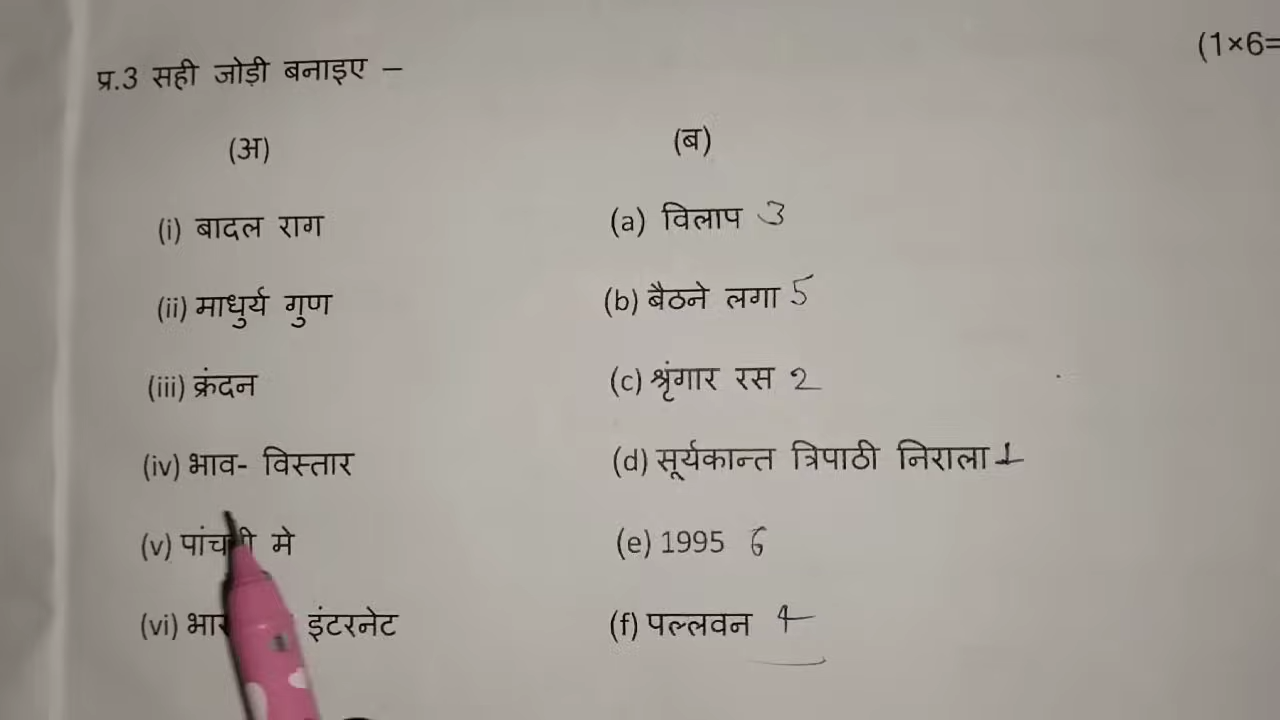 (1×6=
प्र.3 सही जोड़ी बनाइए –
(अ) (ब)
(i) बादल राग (a) विलाप 3
(ii) माधुर्य गुण (b) बैठने लगा 5
(iii) क्रंदन (c) श्रृंगार रस 2
(iv) भाव- विस्तार (d) सूर्यकान्त त्रिपाठी निराला 1
(v) मे (e) 1995 6
(vi) इंटरनेट (f) पल्लवन 4